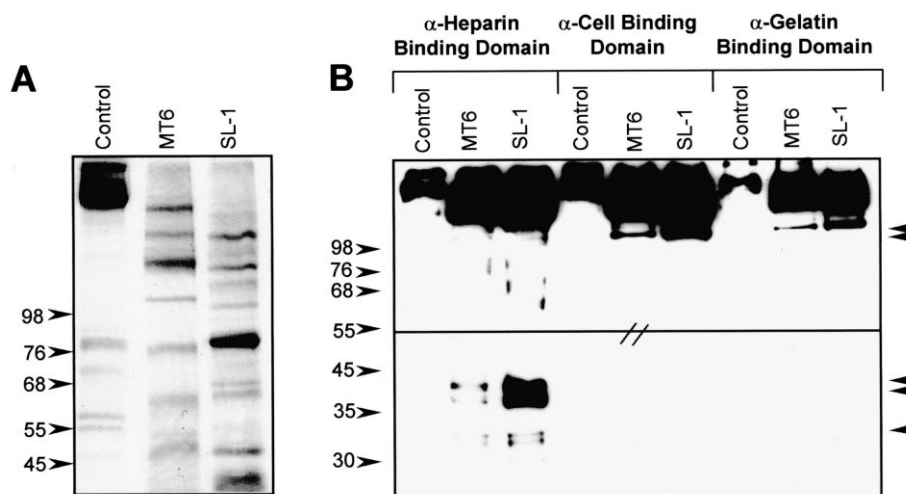 α-Heparin Binding Domain
α-Cell Binding Domain
α-Gelatin Binding Domain
A
Control
MT6
SL-1
98
76
68
55
45
B
Control
MT6
SL-1
Control
MT6
SL-1
Control
MT6
SL-1
98
76
68
55
45
35
30